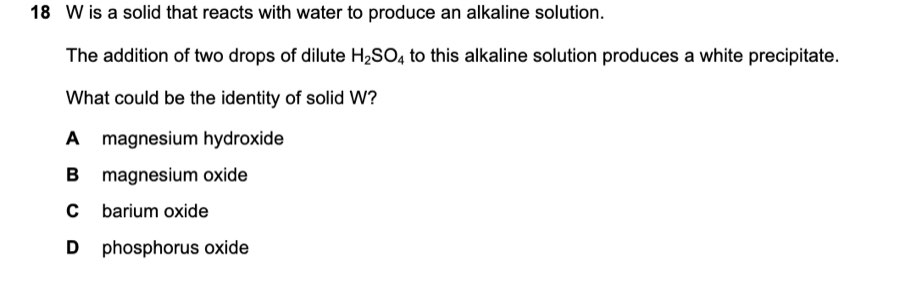 18 W is a solid that reacts with water to produce an alkaline solution.
The addition of two drops of dilute H₂SO₄ to this alkaline solution produces a white precipitate.
What could be the identity of solid W?
A magnesium hydroxide
B magnesium oxide
C barium oxide
D phosphorus oxide